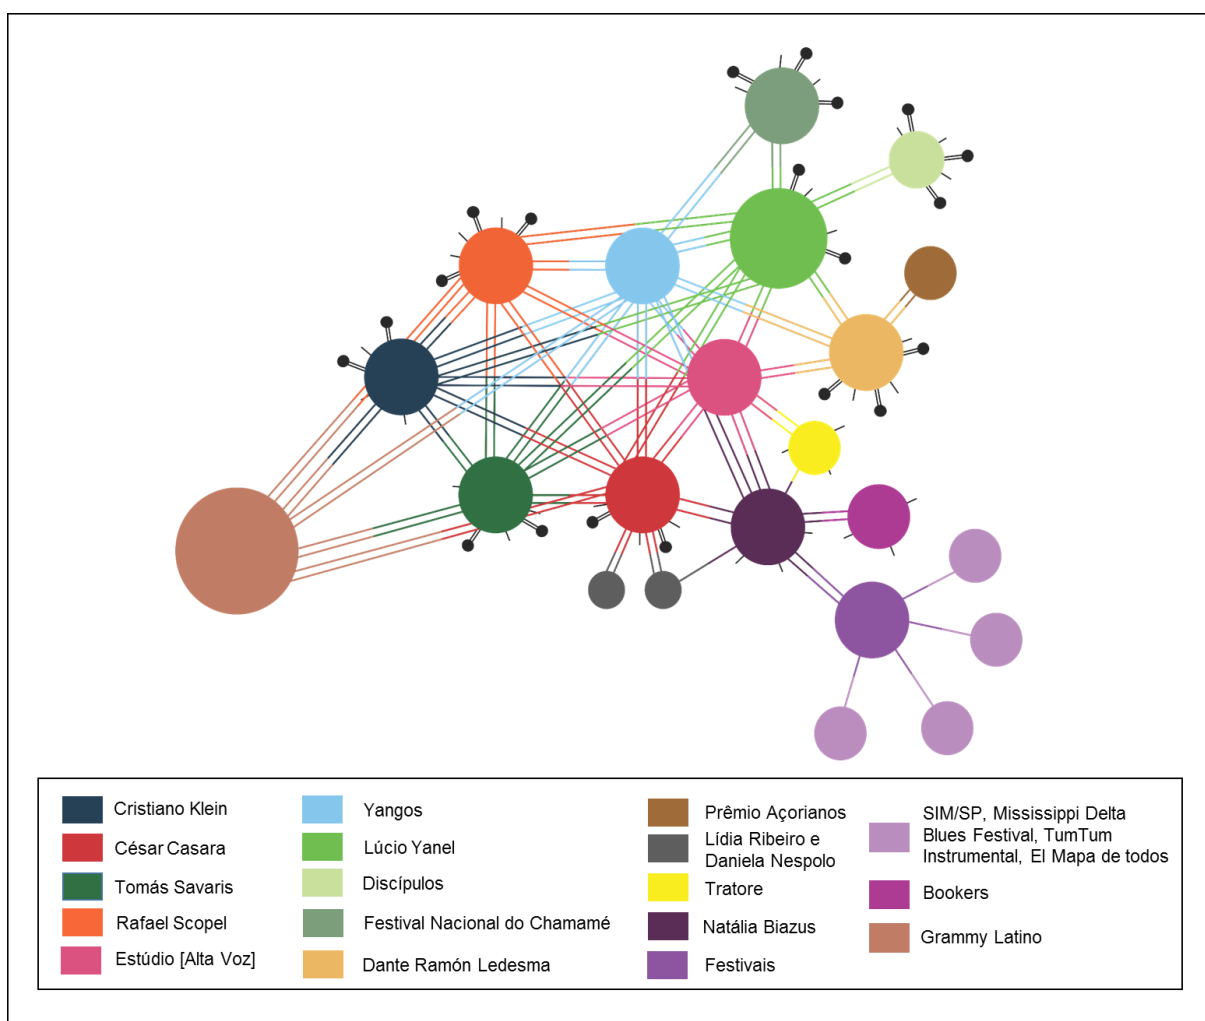 Cristiano Klein
César Casara
Tomás Savaris
Rafael Scopel
Estúdio [Alta Voz]
Yangos
Lúcio Yanel
Discípulos
Festival Nacional do Chamamé
Dante Ramón Ledesma
Prêmio Açorianos
Lídia Ribeiro e
Daniela Nespolo
Tratore
Natália Biazus
Festivais
SIM/SP, Mississippi Delta
Blues Festival, TumTum
Instrumental, El Mapa de todos
Bookers
Grammy Latino